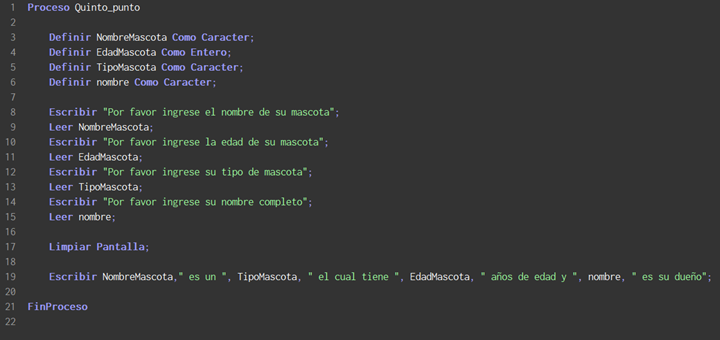 1 Proceso Quinto_punto
2
3 Definir NombreMascota Como Caracter;
4 Definir EdadMascota Como Entero;
5 Definir TipoMascota Como Caracter;
6 Definir nombre Como Caracter;
7
8 Escribir "Por favor ingrese el nombre de su mascota";
9 Leer NombreMascota;
10 Escribir "Por favor ingrese la edad de su mascota";
11 Leer EdadMascota;
12 Escribir "Por favor ingrese su tipo de mascota";
13 Leer TipoMascota;
14 Escribir "Por favor ingrese su nombre completo";
15 Leer nombre;
16
17 Limpiar Pantalla;
18
19 Escribir NombreMascota," es un ", TipoMascota, " el cual tiene ", EdadMascota, " años de edad y ", nombre, " es su dueño";
20
21 FinProceso
22